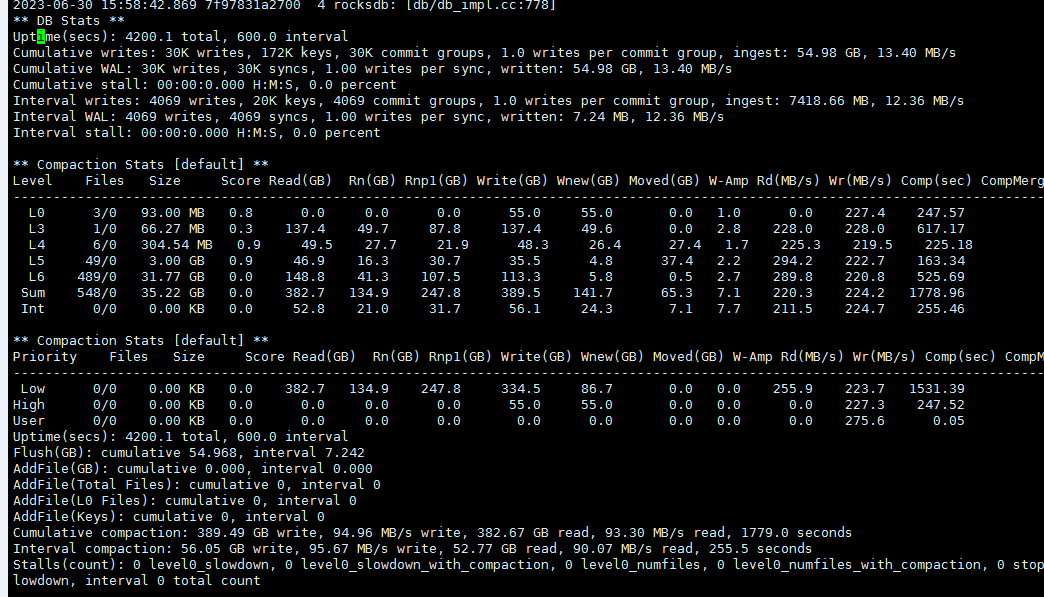 2023-06-30 15:58:42.869 7f97831a2700  4 rocksdb: [db/db_impl.cc:778]
** DB Stats **
Uptime(secs): 4200.1 total, 600.0 interval
Cumulative writes: 30K writes, 172K keys, 30K commit groups, 1.0 writes per commit group, ingest: 54.98 GB, 13.40 MB/s
Cumulative WAL: 30K writes, 30K syncs, 1.00 writes per sync, written: 54.98 GB, 13.40 MB/s
Cumulative stall: 00:00:0.000 H:M:S, 0.0 percent
Interval writes: 4069 writes, 20K keys, 4069 commit groups, 1.0 writes per commit group, ingest: 7418.66 MB, 12.36 MB/s
Interval WAL: 4069 writes, 4069 syncs, 1.00 writes per sync, written: 7.24 MB, 12.36 MB/s
Interval stall: 00:00:0.000 H:M:S, 0.0 percent
** Compaction Stats [default] **
Level    Files   Size     Score Read(GB)  Rn(GB) Rnp1(GB) Write(GB) Wnew(GB) Moved(GB) W-Amp Rd(MB/s) Wr(MB/s) Comp(sec) CompMerg
----------------------------------------------------------------------------------------------------------------------------------
L0      3/0   93.00 MB   0.8      0.0     0.0      0.0      55.0     55.0       0.0   1.0      0.0    227.4    247.57
L3      1/0   66.27 MB   0.3    137.4    49.7     87.8     137.4     49.6       0.0   2.8    228.0    228.0    617.17
L4      6/0   304.54 MB   0.9     49.5    27.7     21.9      48.3     26.4      27.4   1.7    225.3    219.5    225.18
L5     49/0    3.00 GB   0.9     46.9    16.3     30.7      35.5      4.8      37.4   2.2    294.2    222.7    163.34
L6    489/0   31.77 GB   0.0    148.8    41.3    107.5     113.3      5.8       0.5   2.7    289.8    220.8    525.69
Sum    548/0   35.22 GB   0.0    382.7   134.9    247.8     389.5    141.7      65.3   7.1    220.3    224.2   1778.96
Int      0/0    0.00 KB   0.0     52.8    21.0     31.7      56.1     24.3       7.1   7.7    211.5    224.7    255.46
** Compaction Stats [default] **
Priority    Files   Size     Score Read(GB)  Rn(GB) Rnp1(GB) Write(GB) Wnew(GB) Moved(GB) W-Amp Rd(MB/s) Wr(MB/s) Comp(sec) CompM
----------------------------------------------------------------------------------------------------------------------------------
Low      0/0    0.00 KB   0.0    382.7   134.9    247.8     334.5     86.7       0.0   0.0    255.9    223.7   1531.39
High      0/0    0.00 KB   0.0      0.0     0.0      0.0      55.0     55.0       0.0   0.0      0.0    227.3    247.52
User      0/0    0.00 KB   0.0      0.0     0.0      0.0       0.0      0.0       0.0   0.0      0.0    275.6      0.05
Uptime(secs): 4200.1 total, 600.0 interval
Flush(GB): cumulative 54.968, interval 7.242
AddFile(GB): cumulative 0.000, interval 0.000
AddFile(Total Files): cumulative 0, interval 0
AddFile(L0 Files): cumulative 0, interval 0
AddFile(Keys): cumulative 0, interval 0
Cumulative compaction: 389.49 GB write, 94.96 MB/s write, 382.67 GB read, 93.30 MB/s read, 1779.0 seconds
Interval compaction: 56.05 GB write, 95.67 MB/s write, 52.77 GB read, 90.07 MB/s read, 255.5 seconds
Stalls(count): 0 level0_slowdown, 0 level0_slowdown_with_compaction, 0 level0_numfiles, 0 level0_numfiles_with_compaction, 0 stop
lowdown, interval 0 total count